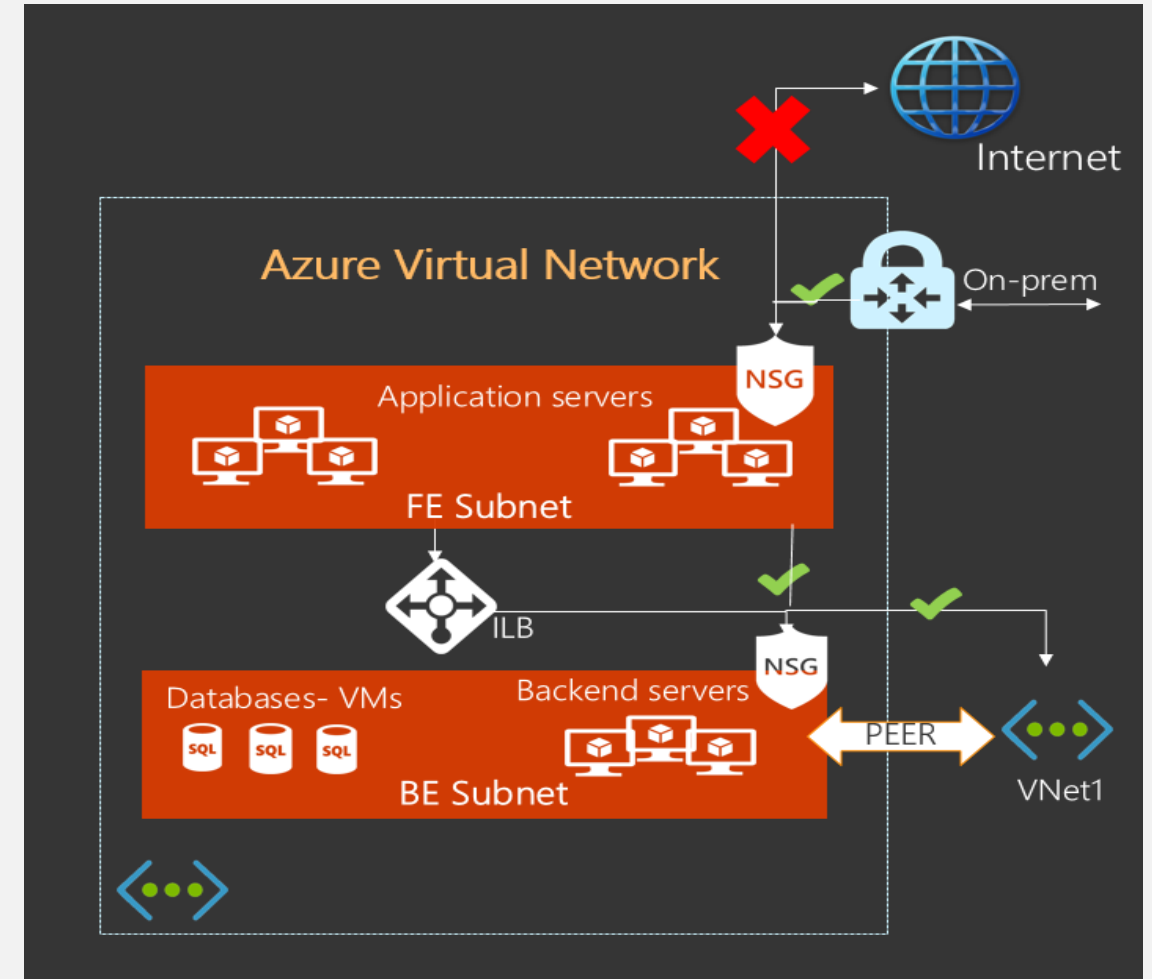 Internet
Azure Virtual Network
On-prem
NSG
Application servers
FE Subnet
ILB
NSG
Databases- VMs
Backend servers
SQL
SQL
SQL
PEER
BE Subnet
VNet1